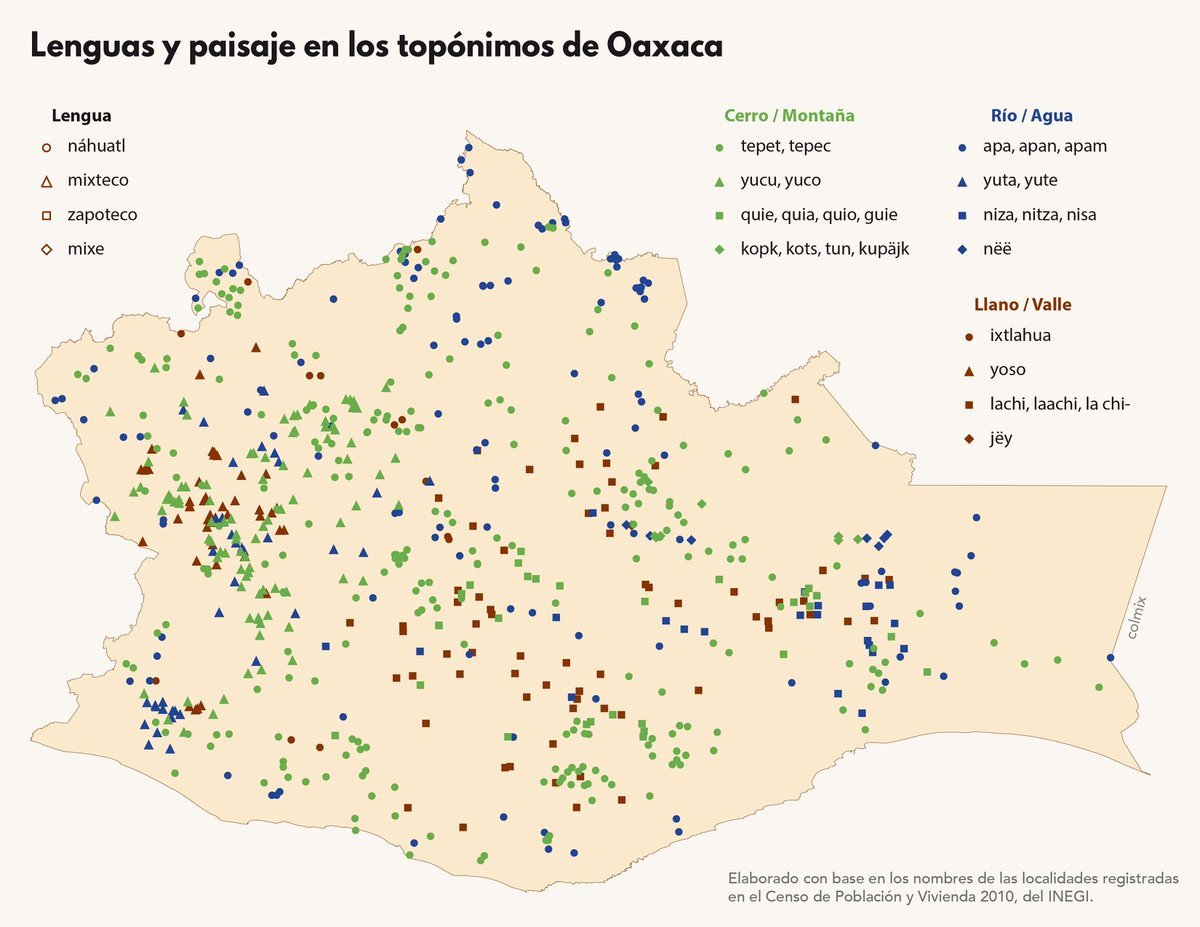 Lenguas y paisaje en los topónimos de Oaxaca
Lengua
náhuatl
mixteco
zapoteco
mixe
Cerro / Montaña
tepet, tepec
yucu, yuco
quie, quia, quio, guie
kopk, kots, tun, kupäjk
Río / Agua
apa, apan, apam
yuta, yute
niza, nitza, nisa
nëë
Llano / Valle
ixtlahua
yoso
lachi, laachi, la chi-
jëy
colmix
Elaborado con base en los nombres de las localidades registradas
en el Censo de Población y Vivienda 2010, del INEGI.